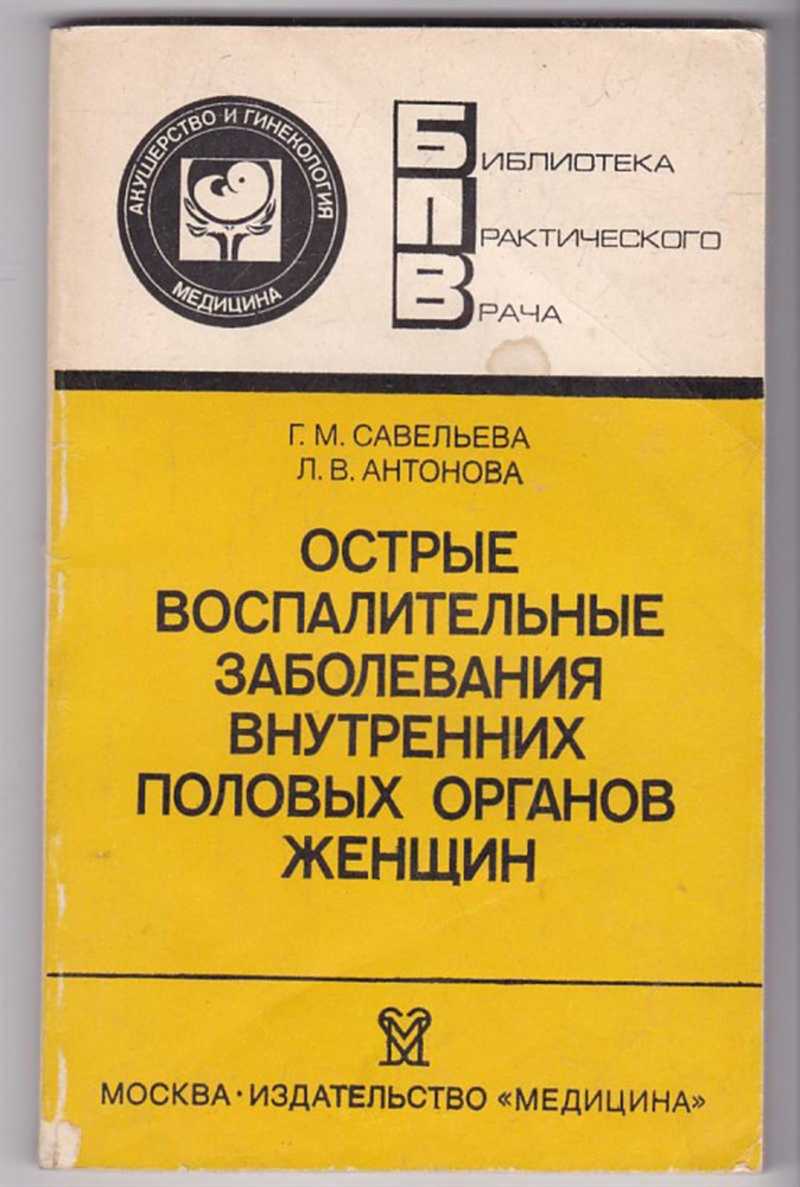 АКУШЕРСТВО И ГИНЕКОЛОГИЯ
МЕДИЦИНА
БИБЛИОТЕКА
ПРАКТИЧЕСКОГО
ВРАЧА
Г. М. САВЕЛЬЕВА
Л. В. АНТОНОВА
ОСТРЫЕ
ВОСПАЛИТЕЛЬНЫЕ
ЗАБОЛЕВАНИЯ
ВНУТРЕННИХ
ПОЛОВЫХ ОРГАНОВ
ЖЕНЩИН
М
МОСКВА · ИЗДАТЕЛЬСТВО «МЕДИЦИНА»